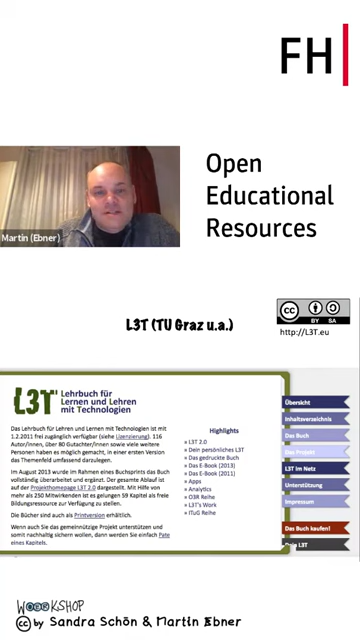 FH
Open
Educational
Resources
Martin (Ebner)
L3T (TU Graz u.a.)
cc BY SA
http://L3T.eu
L3T Lehrbuch für
Lernen und Lehren
mit Technologien
Das Lehrbuch für Lernen und Lehren mit Technologien ist mit
1.2.2011 frei zugänglich verfügbar (siehe Lizenzierung). 116
Autor/innen, über 80 Gutachter/innen sowie viele weitere
Personen haben es möglich gemacht, in einer ersten Version
das Themenfeld umfassend darzulegen.
Im August 2013 wurde im Rahmen eines Buchsprints das Buch
vollständig überarbeitet und ergänzt. Der gesamte Ablauf ist
auf der Projekthomepage L3T 2.0 dargestellt. Mit Hilfe von
mehr als 250 Mitwirkenden ist es gelungen 59 Kapitel als freie
Bildungsressource zur Verfügung zu stellen.
Die Bücher sind auch als Printversion erhältlich.
Wenn auch Sie das gemeinnützige Projekt unterstützen und
somit nachhaltig sichern wollen, dann werden Sie einfach Pate
eines Kapitels.
Highlights
» L3T 2.0
» Dein persönliches L3T
» Das gedruckte Buch
» Das E-Book (2013)
» Das E-Book (2011)
» Apps
» Analytics
» O3R Reihe
» L3T's Work
» ITuG Reihe
Übersicht
Inhaltsverzeichnis
Das Buch
Das Projekt
L3T im Netz
Unterstützung
Impressum
Das Buch kaufen!
L3T
WORKSHOP
cc by Sandra Schön & Martin Ebner